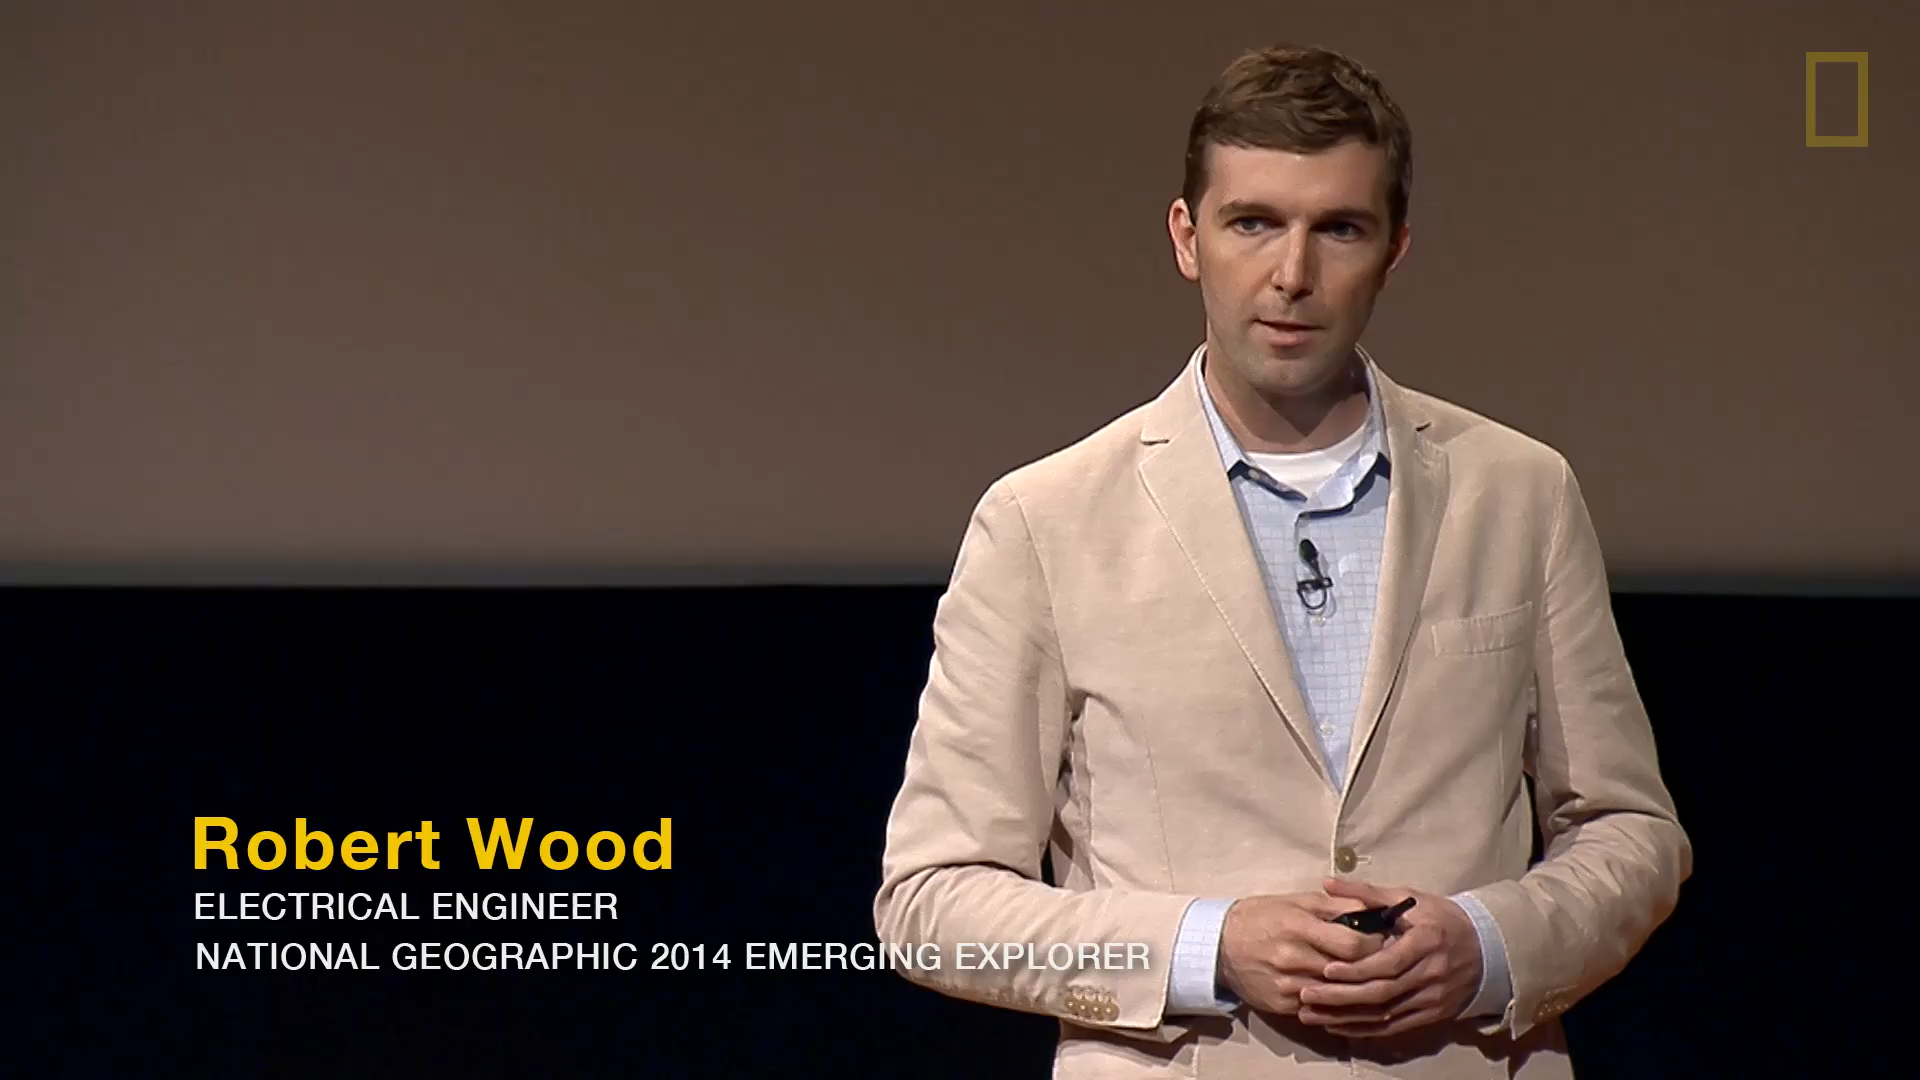 Robert Wood
ELECTRICAL ENGINEER
NATIONAL GEOGRAPHIC 2014 EMERGING EXPLORER